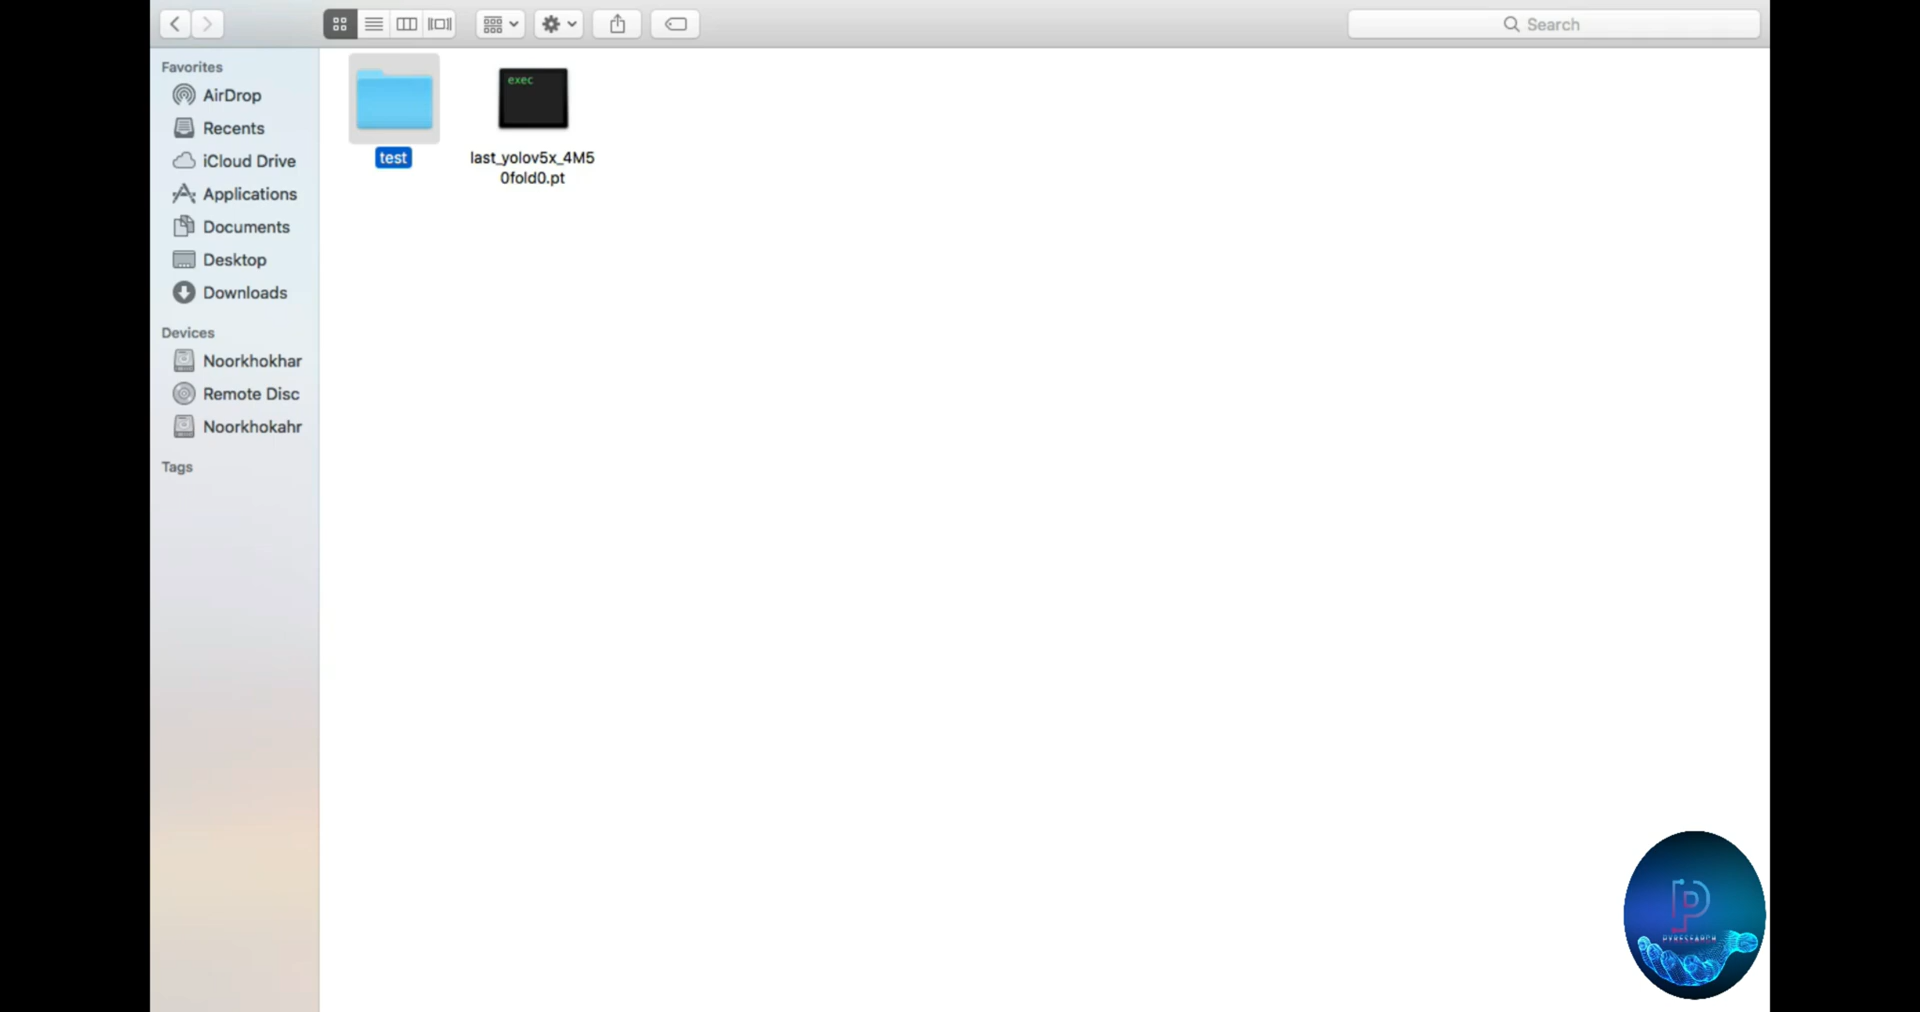 Search
Favorites
AirDrop
Recents
iCloud Drive
Applications
Documents
Desktop
Downloads
Devices
Noorkhokhar
Remote Disc
Noorkhokahr
Tags
exec
test
last_yolov5x_4M5
0fold0.pt
PYRESEARCH